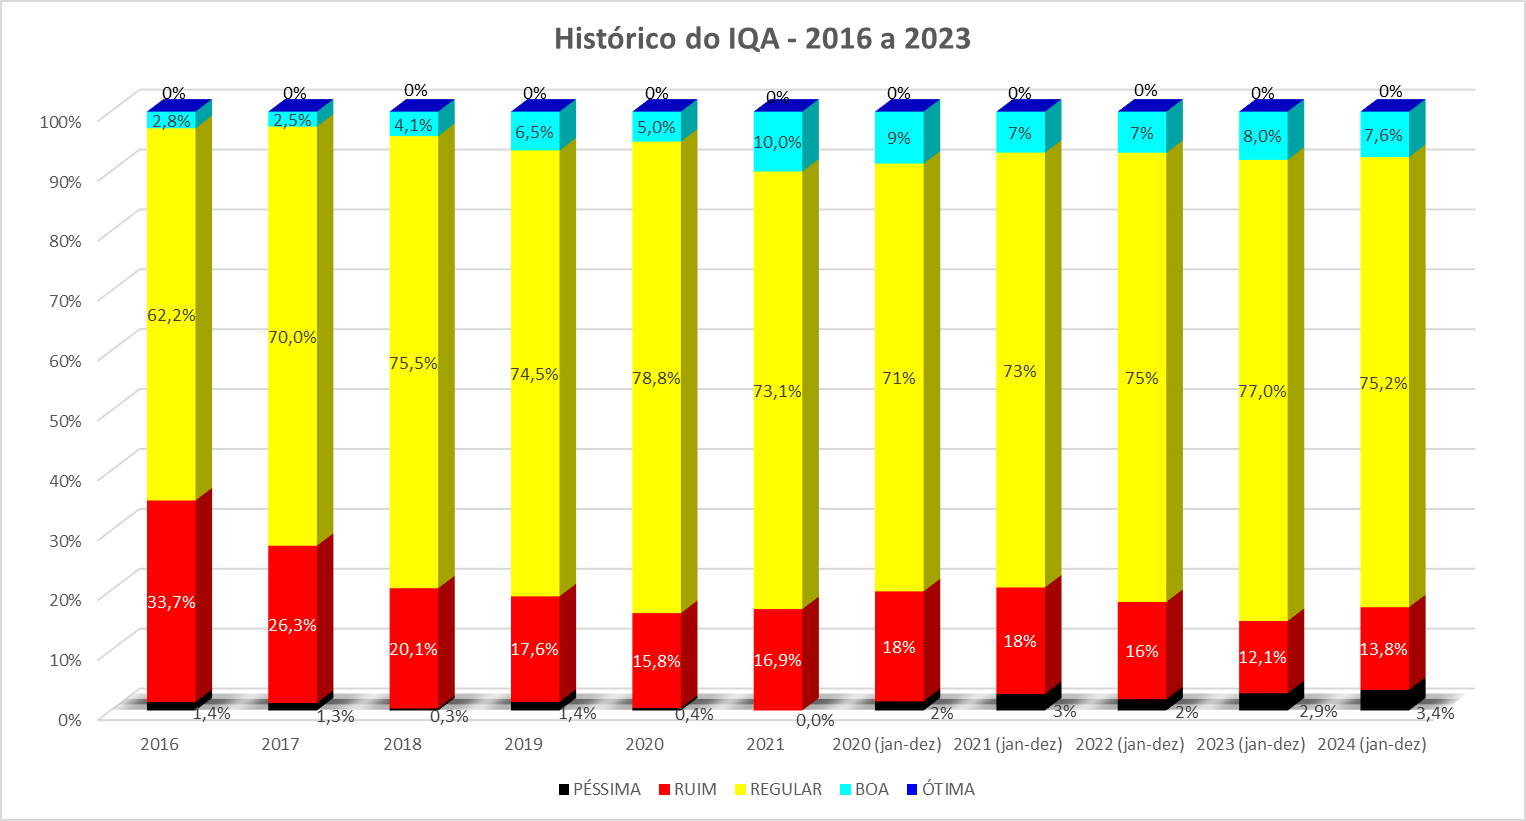 Histórico do IQA - 2016 a 2023
0% 0% 0% 0% 0% 0% 0% 0% 0% 0% 0%
2,8% 2,5% 4,1% 6,5% 5,0% 10,0% 9% 7% 7% 8,0% 7,6%
62,2% 70,0% 75,5% 74,5% 78,8% 73,1% 71% 73% 75% 77,0% 75,2%
33,7% 26,3% 20,1% 17,6% 15,8% 16,9% 18% 18% 16% 12,1% 13,8%
1,4% 1,3% 0,3% 1,4% 0,4% 0,0% 2% 3% 2% 2,9% 3,4%
100%
90%
80%
70%
60%
50%
40%
30%
20%
10%
0%
2016 2017 2018 2019 2020 2021 2020 (jan-dez) 2021 (jan-dez) 2022 (jan-dez) 2023 (jan-dez) 2024 (jan-dez)
PÉSSIMA RUIM REGULAR BOA ÓTIMA